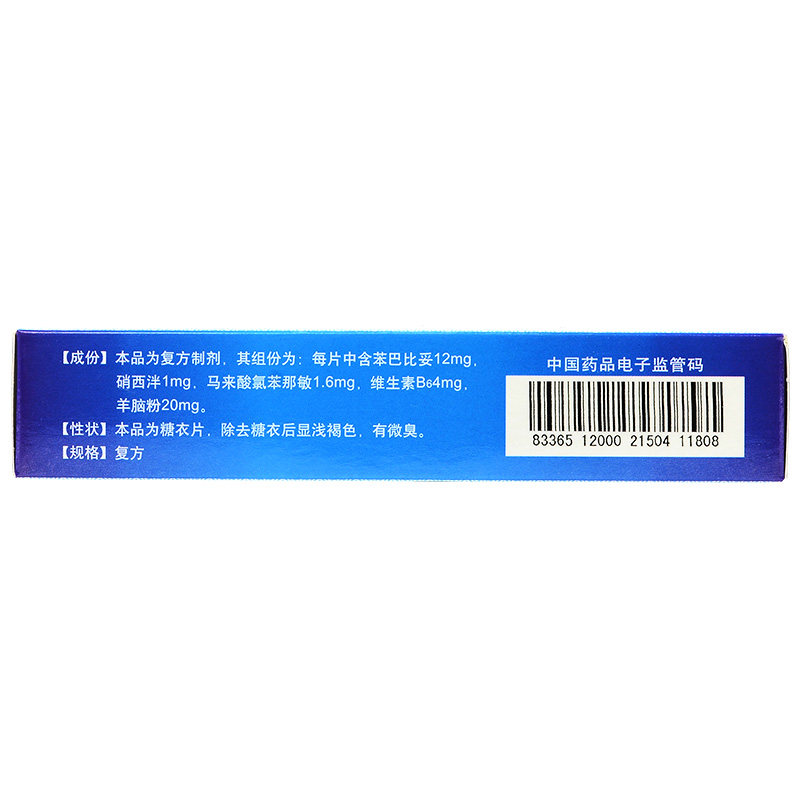 【成份】本品为复方制剂，其组份为：每片中含苯巴比妥12mg，
硝西泮1mg，马来酸氯苯那敏1.6mg，维生素B₆4mg，
羊脑粉20mg。
【性状】本品为糖衣片，除去糖衣后显浅褐色，有微臭。
【规格】复方
中国药品电子监管码
83365 12000 21504 11808